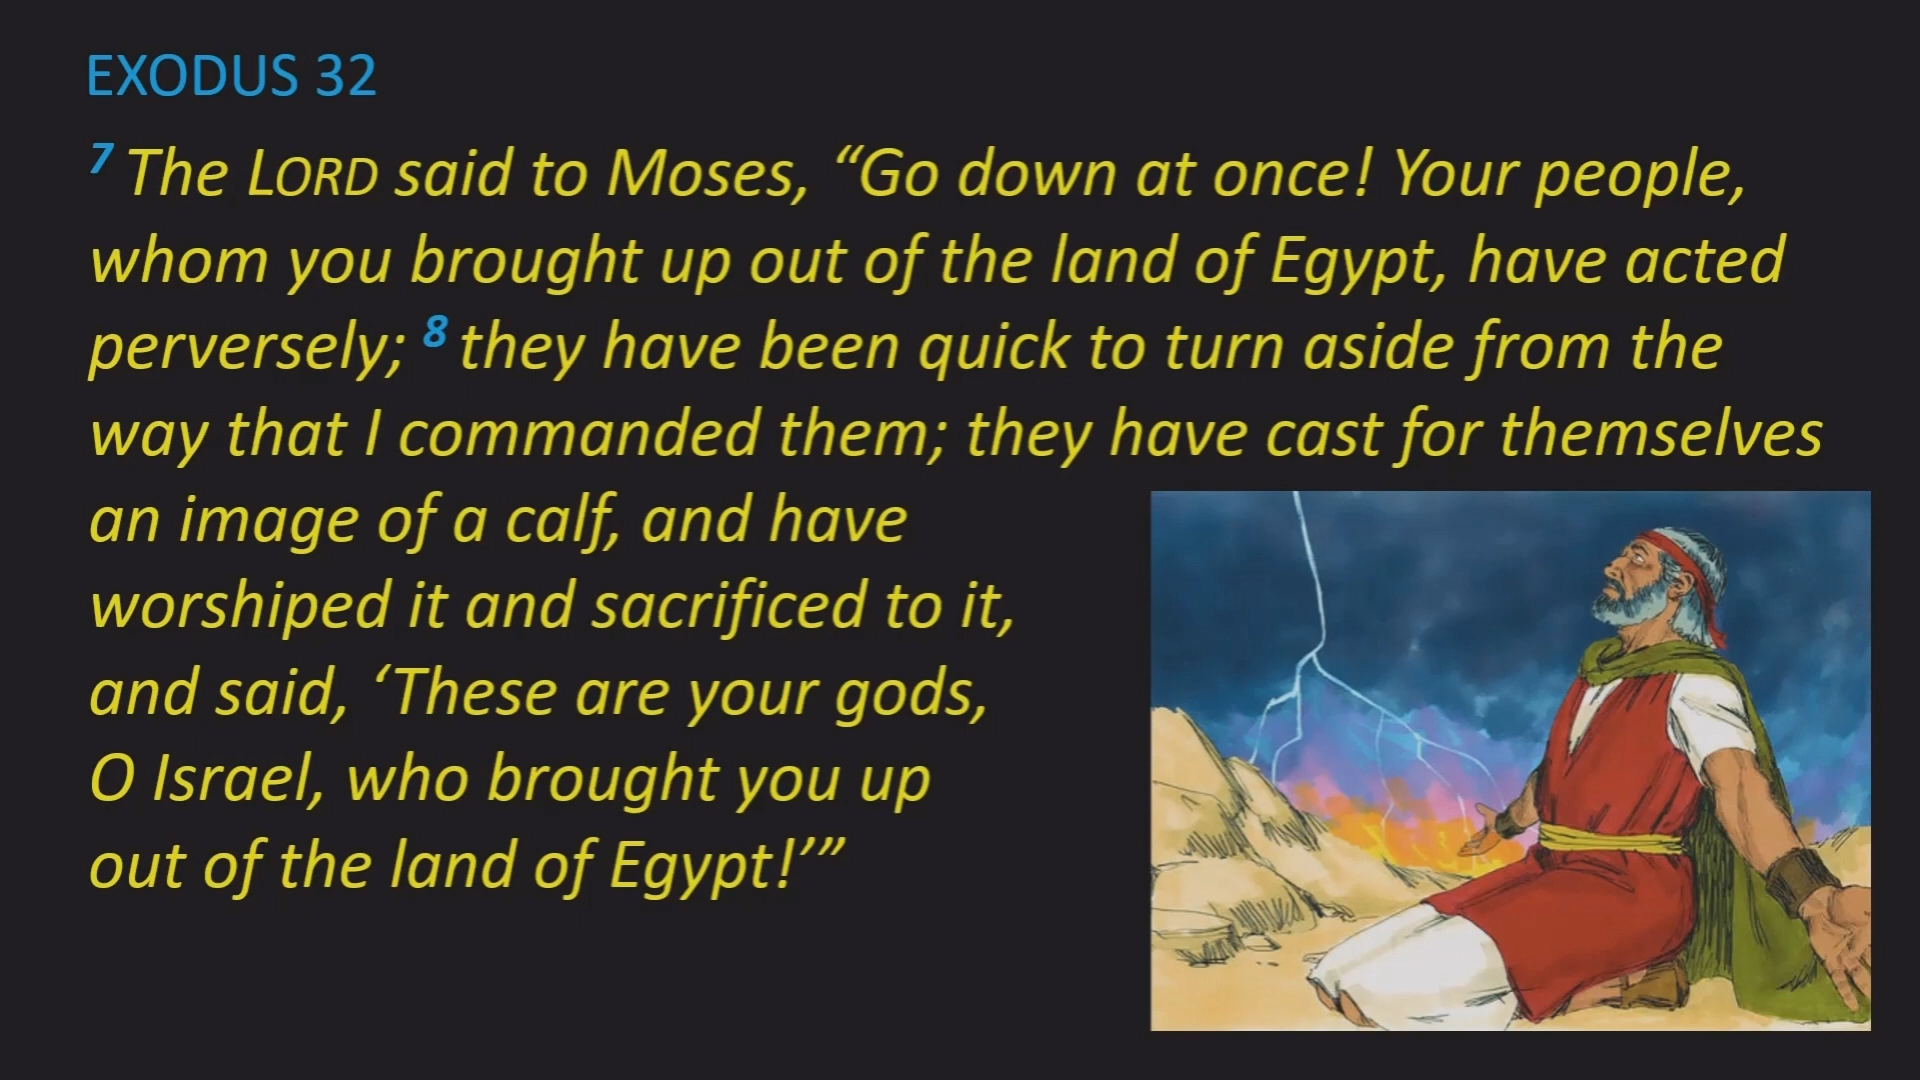 EXODUS 32
7 The LORD said to Moses, “Go down at once! Your people,
whom you brought up out of the land of Egypt, have acted
perversely; 8 they have been quick to turn aside from the
way that I commanded them; they have cast for themselves
an image of a calf, and have
worshiped it and sacrificed to it,
and said, ‘These are your gods,
O Israel, who brought you up
out of the land of Egypt!’”